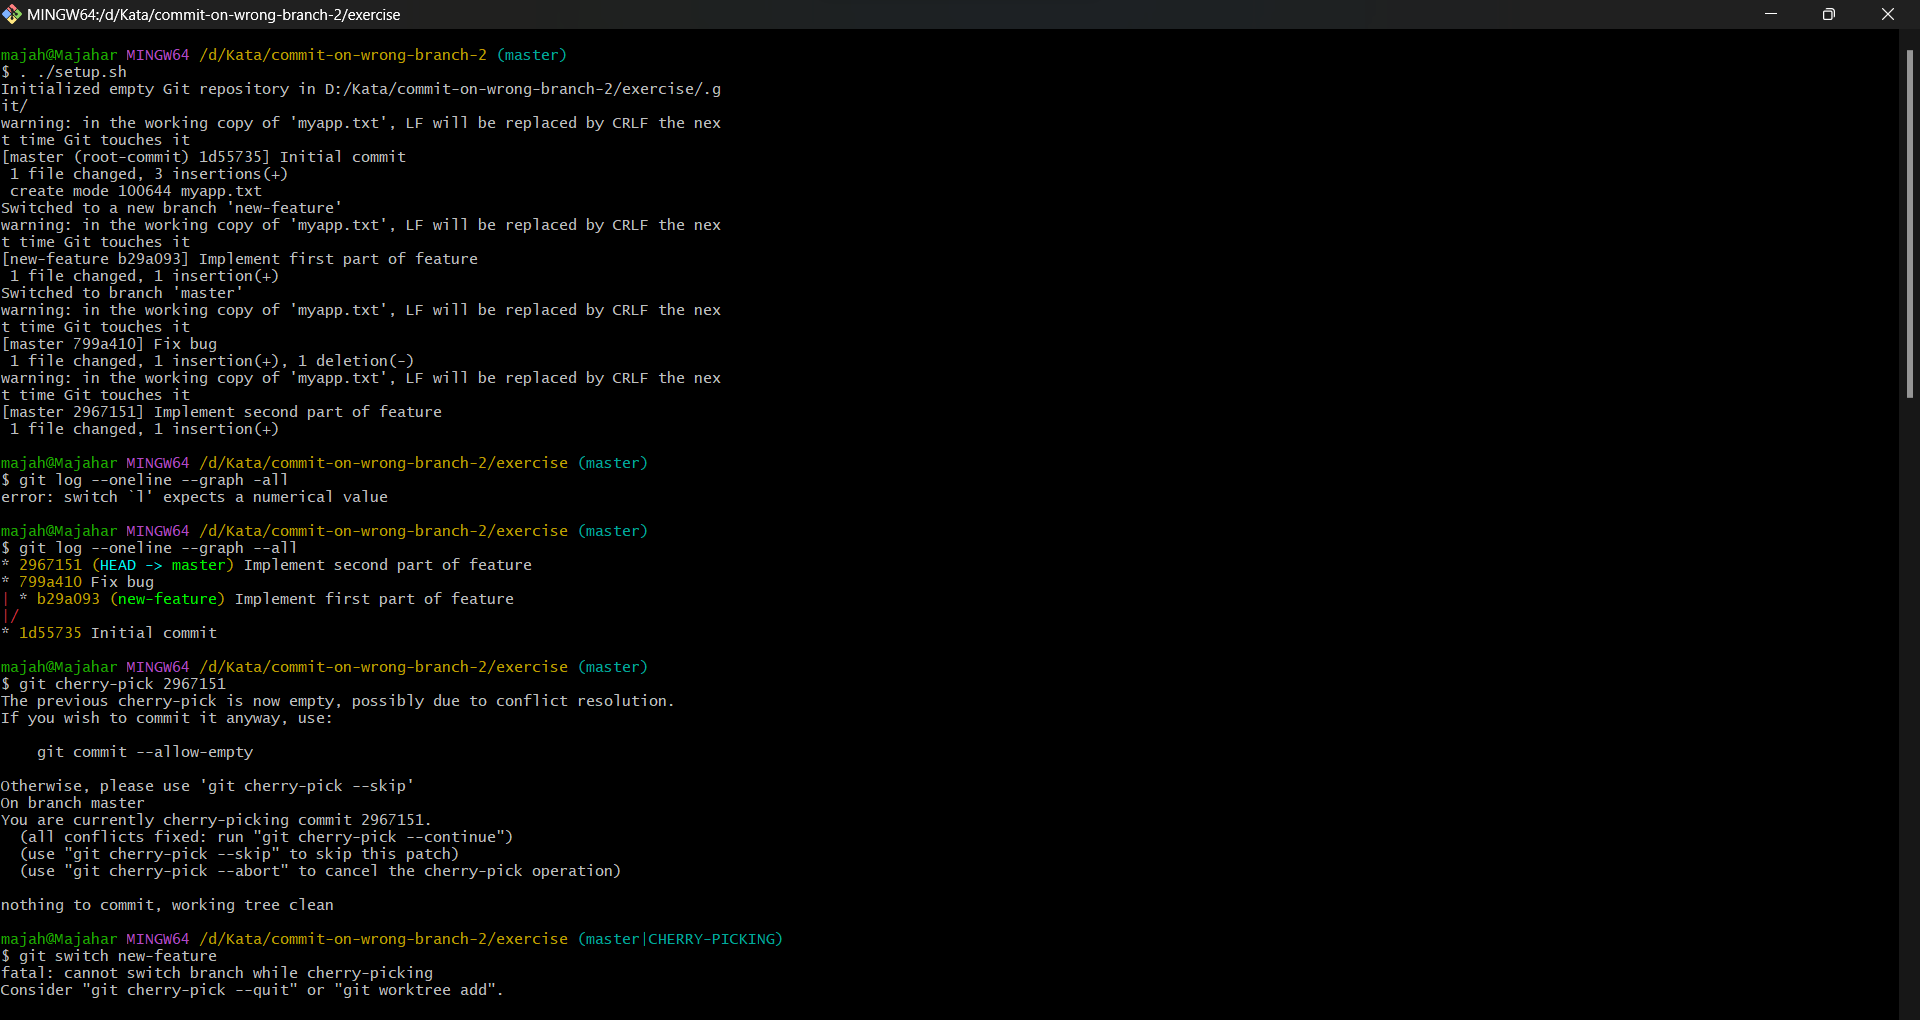 MINGW64:/d/Kata/commit-on-wrong-branch-2/exercise
majah@Majahar MINGW64 /d/Kata/commit-on-wrong-branch-2 (master)
$ . ./setup.sh
Initialized empty Git repository in D:/Kata/commit-on-wrong-branch-2/exercise/.g
it/
warning: in the working copy of 'myapp.txt', LF will be replaced by CRLF the nex
t time Git touches it
[master (root-commit) 1d55735] Initial commit
 1 file changed, 3 insertions(+)
 create mode 100644 myapp.txt
Switched to a new branch 'new-feature'
warning: in the working copy of 'myapp.txt', LF will be replaced by CRLF the nex
t time Git touches it
[new-feature b29a093] Implement first part of feature
 1 file changed, 1 insertion(+)
Switched to branch 'master'
warning: in the working copy of 'myapp.txt', LF will be replaced by CRLF the nex
t time Git touches it
[master 799a410] Fix bug
 1 file changed, 1 insertion(+), 1 deletion(-)
warning: in the working copy of 'myapp.txt', LF will be replaced by CRLF the nex
t time Git touches it
[master 2967151] Implement second part of feature
 1 file changed, 1 insertion(+)
majah@Majahar MINGW64 /d/Kata/commit-on-wrong-branch-2/exercise (master)
$ git log --oneline --graph -all
error: switch `l' expects a numerical value
majah@Majahar MINGW64 /d/Kata/commit-on-wrong-branch-2/exercise (master)
$ git log --oneline --graph --all
* 2967151 (HEAD -> master) Implement second part of feature
* 799a410 Fix bug
| * b29a093 (new-feature) Implement first part of feature
|/
* 1d55735 Initial commit
majah@Majahar MINGW64 /d/Kata/commit-on-wrong-branch-2/exercise (master)
$ git cherry-pick 2967151
The previous cherry-pick is now empty, possibly due to conflict resolution.
If you wish to commit it anyway, use:
    git commit --allow-empty
Otherwise, please use 'git cherry-pick --skip'
On branch master
You are currently cherry-picking commit 2967151.
  (all conflicts fixed: run "git cherry-pick --continue")
  (use "git cherry-pick --skip" to skip this patch)
  (use "git cherry-pick --abort" to cancel the cherry-pick operation)
nothing to commit, working tree clean
majah@Majahar MINGW64 /d/Kata/commit-on-wrong-branch-2/exercise (master|CHERRY-PICKING)
$ git switch new-feature
fatal: cannot switch branch while cherry-picking
Consider "git cherry-pick --quit" or "git worktree add".